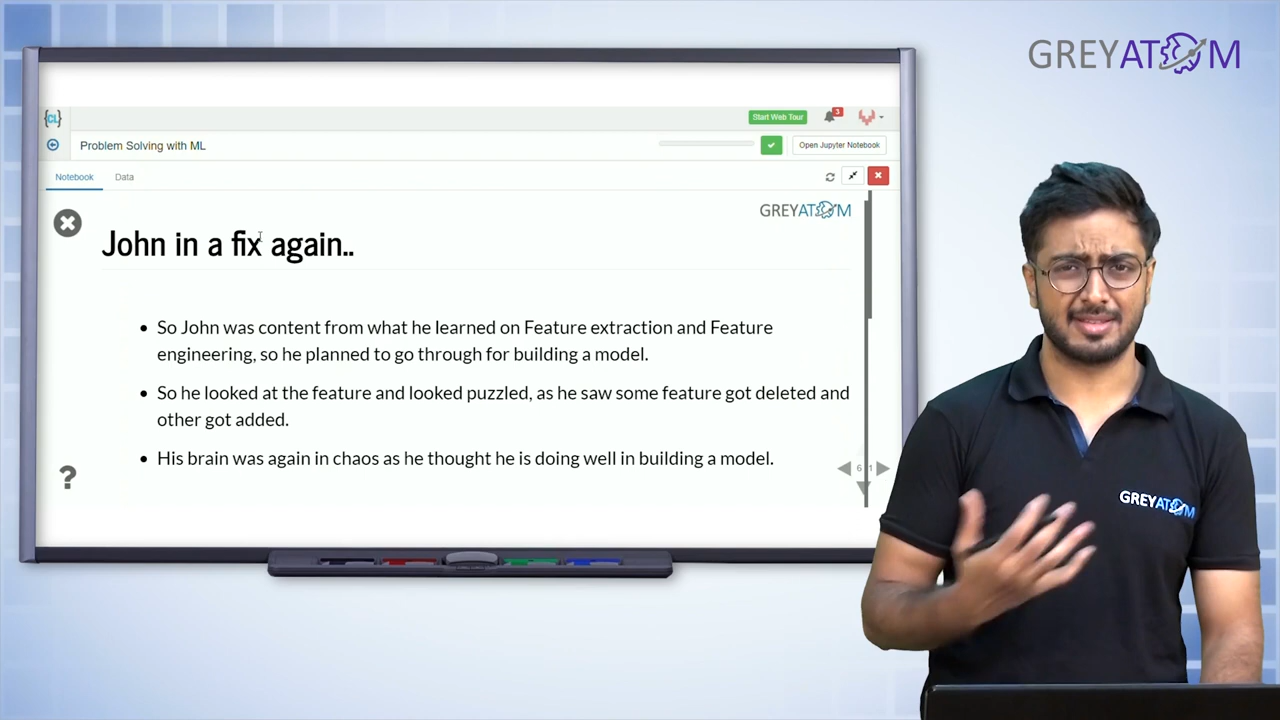 GREYATOM
{CL}
Start Web Tour
3
Problem Solving with ML
Open Jupyter Notebook
Notebook Data
GREYATOM
John in a fix again..
• So John was content from what he learned on Feature extraction and Feature
engineering, so he planned to go through for building a model.
• So he looked at the feature and looked puzzled, as he saw some feature got deleted and
other got added.
• His brain was again in chaos as he thought he is doing well in building a model.
?
6 1
GREYATOM